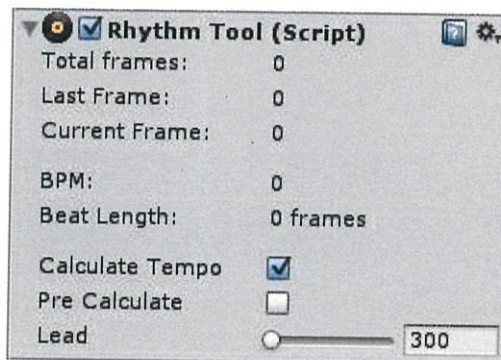 Rhythm Tool (Script)
Total frames: 0
Last Frame: 0
Current Frame: 0
BPM: 0
Beat Length: 0 frames
Calculate Tempo
Pre Calculate
Lead 300